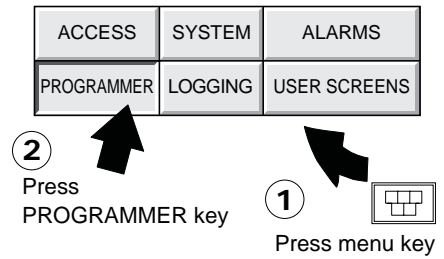 ACCESS SYSTEM ALARMS
PROGRAMMER LOGGING USER SCREENS
2
Press
PROGRAMMER key
1
Press menu key